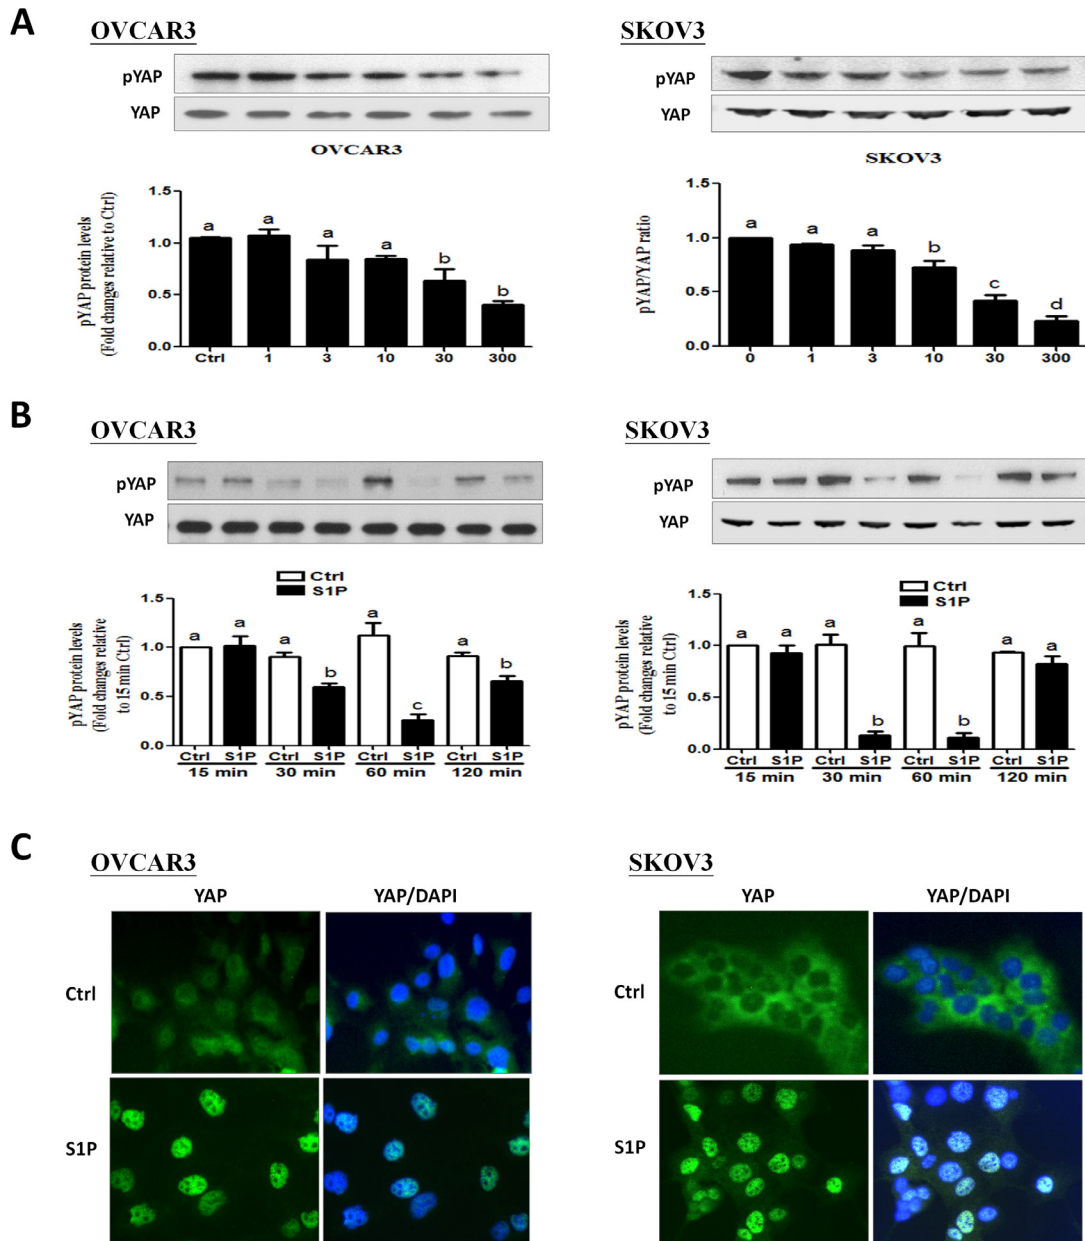 A
OVCAR3
pYAP
YAP
OVCAR3
pYAP protein levels
(Fold changes relative to Ctrl)
1.5
1.0
0.5
0.0
a a a a b b
Ctrl 1 3 10 30 300
SKOV3
pYAP
YAP
SKOV3
pYAP/YAP ratio
1.5
1.0
0.5
0.0
a a a b c d
0 1 3 10 30 300
B
OVCAR3
pYAP
YAP
Ctrl
S1P
pYAP protein levels
(Fold changes relative
to 15 min Ctrl)
1.5
1.0
0.5
0.0
a a a b a c a b
Ctrl S1P Ctrl S1P Ctrl S1P Ctrl S1P
15 min 30 min 60 min 120 min
SKOV3
pYAP
YAP
Ctrl
S1P
pYAP protein levels
(Fold changes relative
to 15 min Ctrl)
1.5
1.0
0.5
0.0
a a a b a b a a
Ctrl S1P Ctrl S1P Ctrl S1P Ctrl S1P
15 min 30 min 60 min 120 min
C
OVCAR3
YAP YAP/DAPI
Ctrl
S1P
SKOV3
YAP YAP/DAPI
Ctrl
S1P